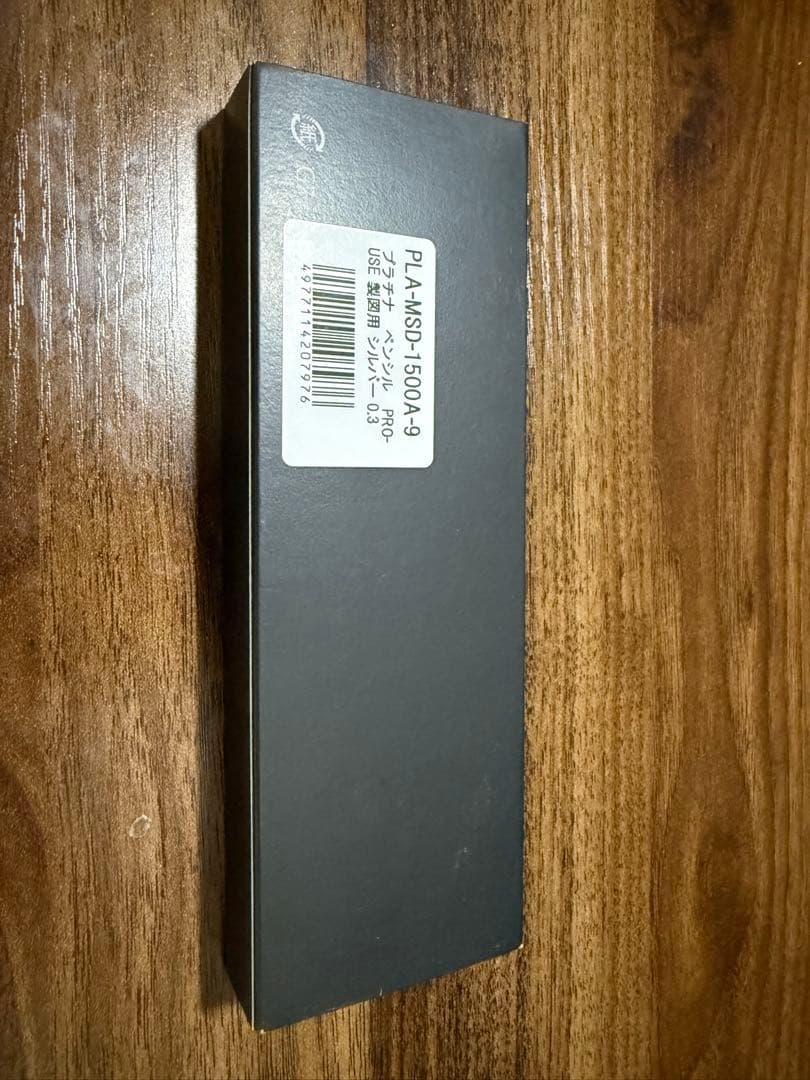 紙
PLA-MSD-1500A-9
プラチナ　ペンシル　PRO-
USE 製図用 シルバー 0.3
4977114207976